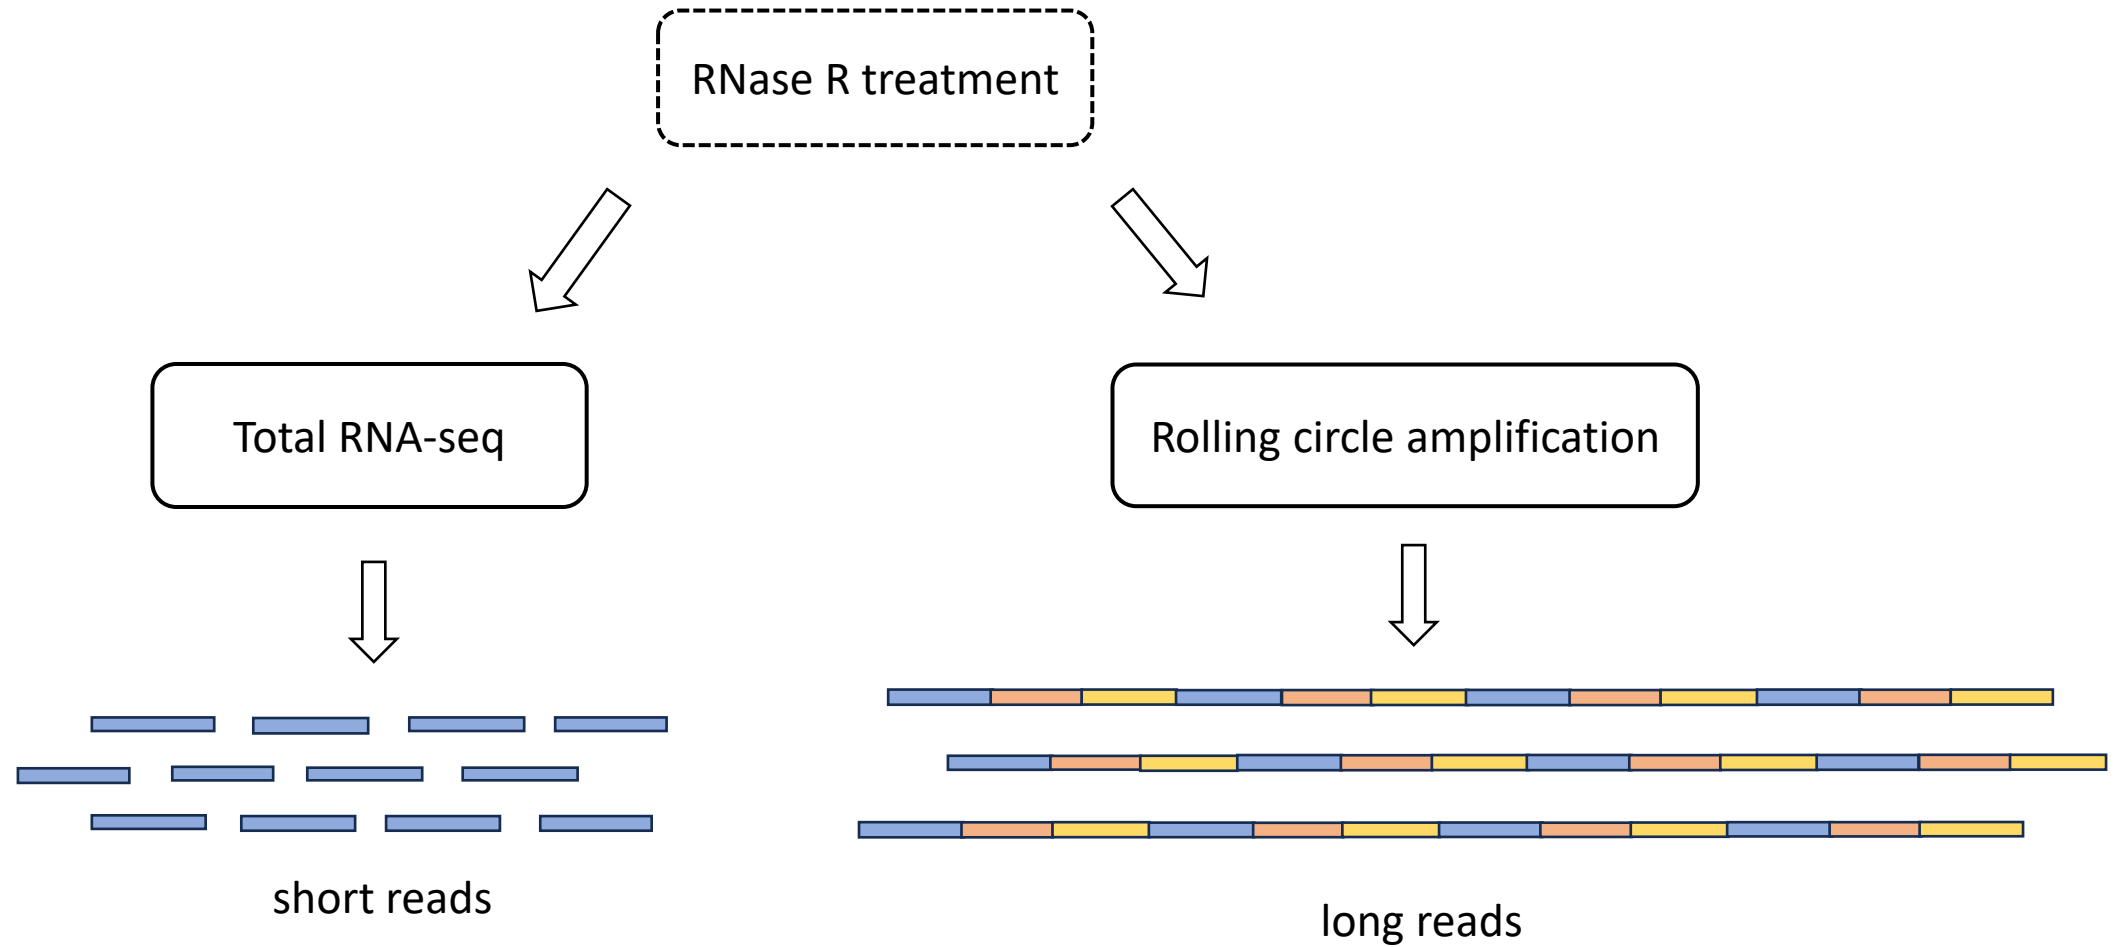 RNase R treatment
Total RNA-seq
Rolling circle amplification
short reads
long reads